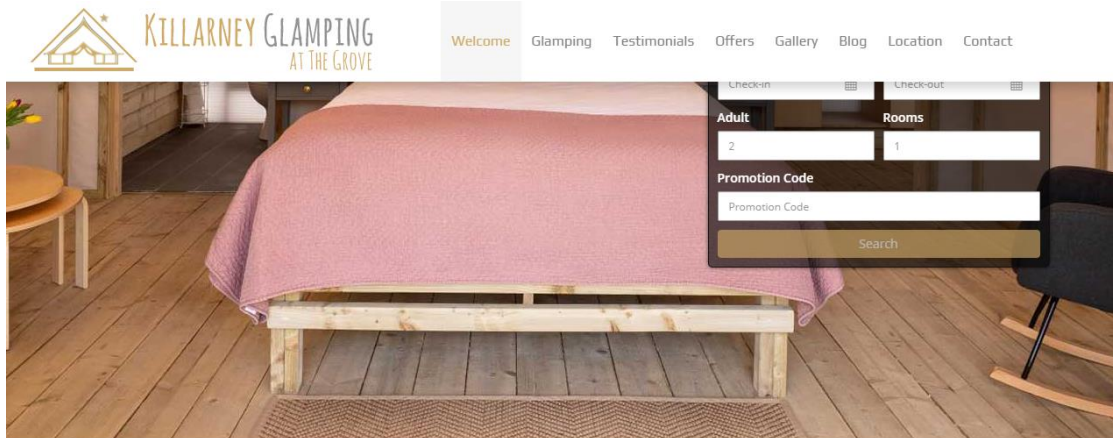 KILLARNEY GLAMPING
AT THE GROVE
Welcome Glamping Testimonials Offers Gallery Blog Location Contact
Check-in Check-out
Adult Rooms
2 1
Promotion Code
Promotion Code
Search